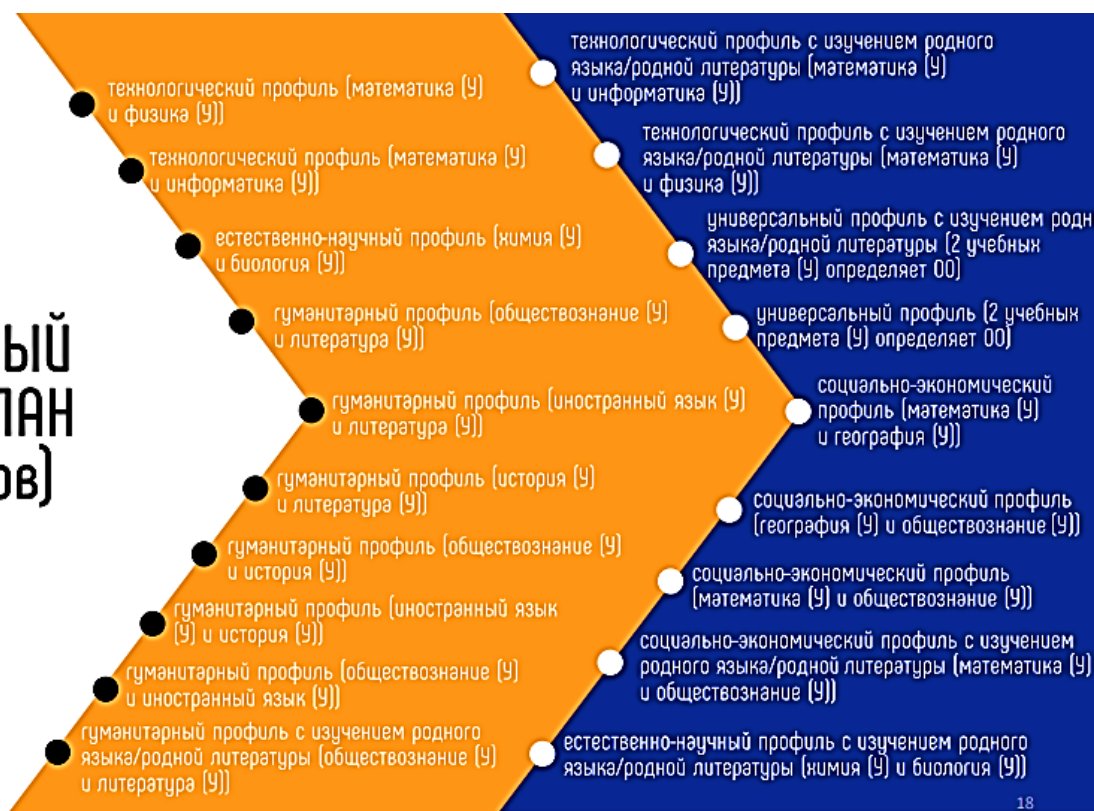 ЫЙ
ЛАН
ов)
технологический профиль (математика (У)
и физика (У))
технологический профиль (математика (У)
и информатика (У))
естественно-научный профиль (химия (У)
и биология (У))
гуманитарный профиль (обществознание (У)
и литература (У))
гуманитарный профиль (иностранный язык (У)
и литература (У))
гуманитарный профиль (история (У)
и литература (У))
гуманитарный профиль (обществознание (У)
и история (У))
гуманитарный профиль (иностранный язык
(У) и история (У))
гуманитарный профиль (обществознание (У)
и иностранный язык (У))
гуманитарный профиль с изучением родного
языка/родной литературы (обществознание (У)
и литература (У))
технологический профиль с изучением родного
языка/родной литературы (математика (У)
и информатика (У))
технологический профиль с изучением родного
языка/родной литературы (математика (У)
и физика (У))
универсальный профиль с изучением родн
языка/родной литературы (2 учебных
предмета (У) определяет ОО)
универсальный профиль (2 учебных
предмета (У) определяет ОО)
социально-экономический
профиль (математика (У)
и география (У))
социально-экономический профиль
(география (У) и обществознание (У))
социально-экономический профиль
(математика (У) и обществознание (У))
социально-экономический профиль с изучением
родного языка/родной литературы (математика (У)
и обществознание (У))
естественно-научный профиль с изучением родного
языка/родной литературы (химия (У) и биология (У))
18